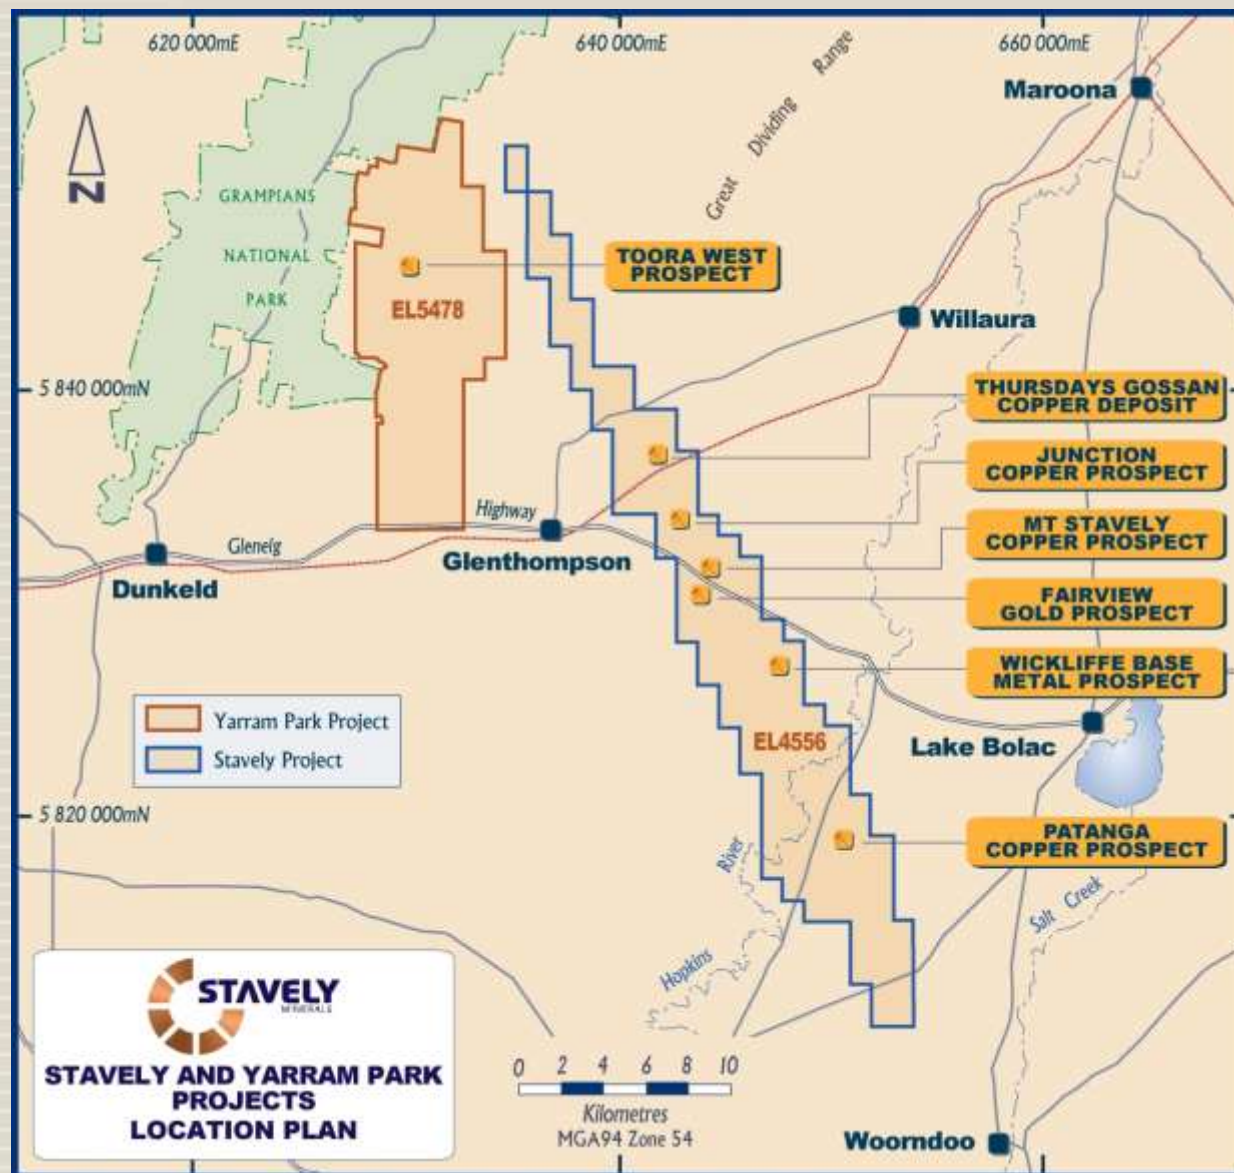 620 000mE
640 000mE
660 000mE
Great Dividing Range
Maroona
N
GRAMPIANS
NATIONAL
PARK
TOORA WEST
PROSPECT
EL5478
Willaura
5 840 000mN
THURSDAYS GOSSAN
COPPER DEPOSIT
JUNCTION
COPPER PROSPECT
MT STAVELY
COPPER PROSPECT
Glenelg Highway
Glenthompson
Dunkeld
FAIRVIEW
GOLD PROSPECT
WICKLIFFE BASE
METAL PROSPECT
Yarram Park Project
Stavely Project
EL4556
Lake Bolac
5 820 000mN
PATANGA
COPPER PROSPECT
Hopkins River
Salt Creek
STAVELY
MINERALS
STAVELY AND YARRAM PARK
PROJECTS
LOCATION PLAN
0 2 4 6 8 10
Kilometres
MGA94 Zone 54
Woorndoo